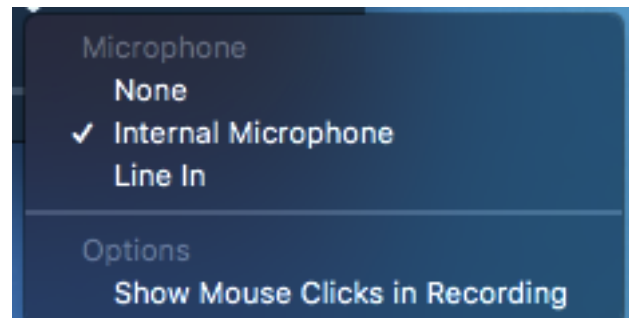 Microphone
None
✓ Internal Microphone
Line In
Options
Show Mouse Clicks in Recording